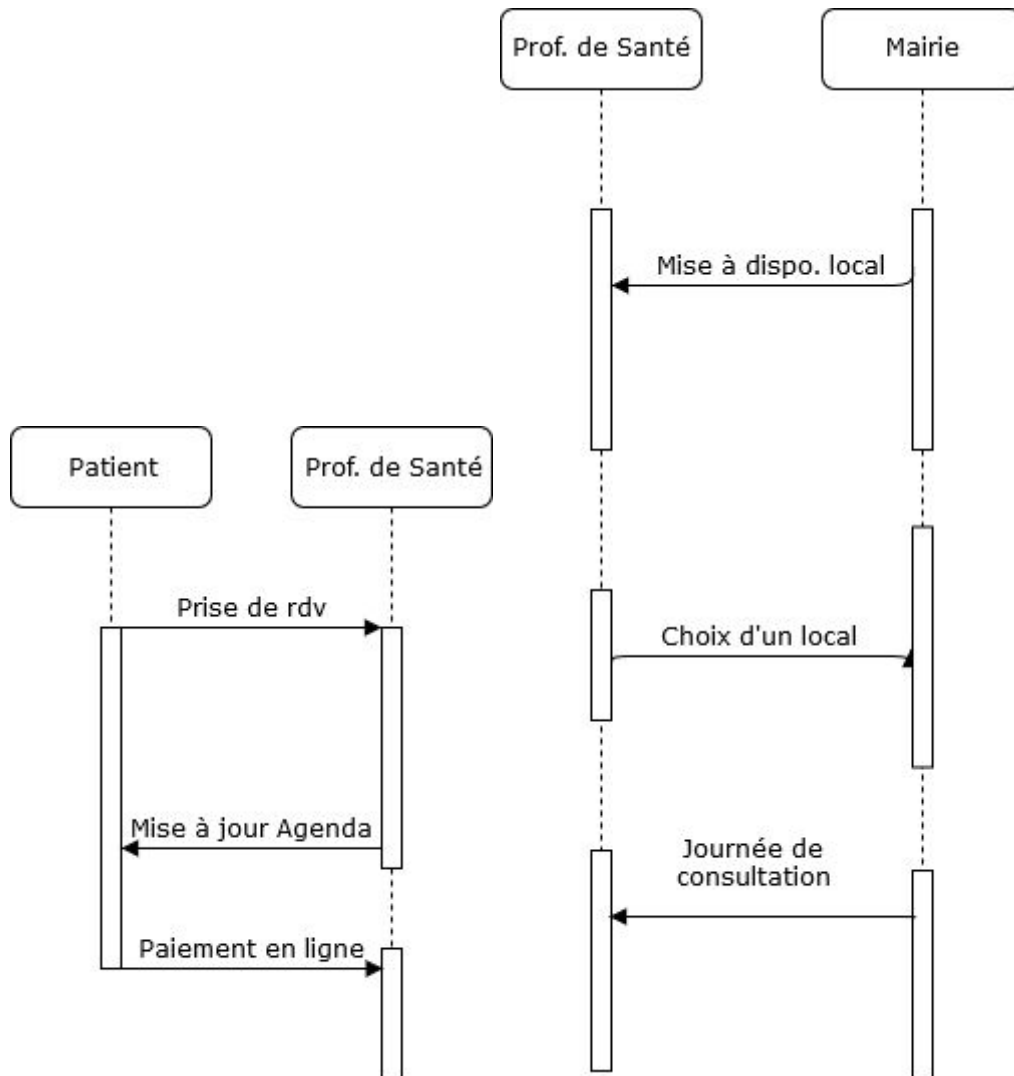 Prof. de Santé
Mairie
Mise à dispo. local
Patient
Prof. de Santé
Prise de rdv
Choix d'un local
Mise à jour Agenda
Journée de
consultation
Paiement en ligne